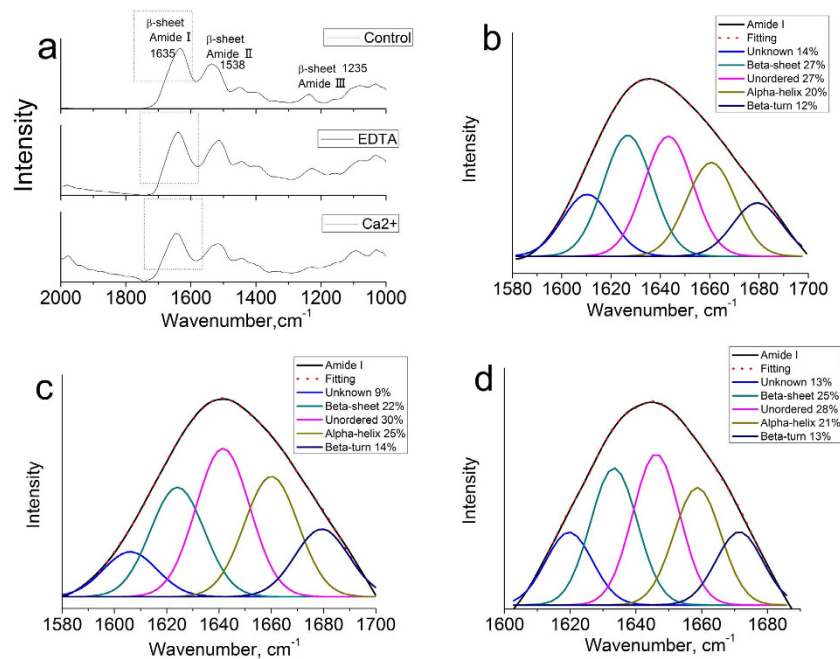 a
β-sheet
Amide Ⅰ
1635
β-sheet
Amide Ⅱ
1538
β-sheet 1235
Amide Ⅲ
Control
EDTA
Ca2+
Intensity
2000 1800 1600 1400 1200 1000
Wavenumber,cm⁻¹
b
Amide I
Fitting
Unknown 14%
Beta-sheet 27%
Unordered 27%
Alpha-helix 20%
Beta-turn 12%
Intensity
1580 1600 1620 1640 1660 1680 1700
Wavenumber, cm⁻¹
c
Amide I
Fitting
Unknown 9%
Beta-sheet 22%
Unordered 30%
Alpha-helix 25%
Beta-turn 14%
Intensity
1580 1600 1620 1640 1660 1680 1700
Wavenumber, cm⁻¹
d
Amide I
Fitting
Unknown 13%
Beta-sheet 25%
Unordered 28%
Alpha-helix 21%
Beta-turn 13%
Intensity
1600 1620 1640 1660 1680
Wavenumber, cm⁻¹